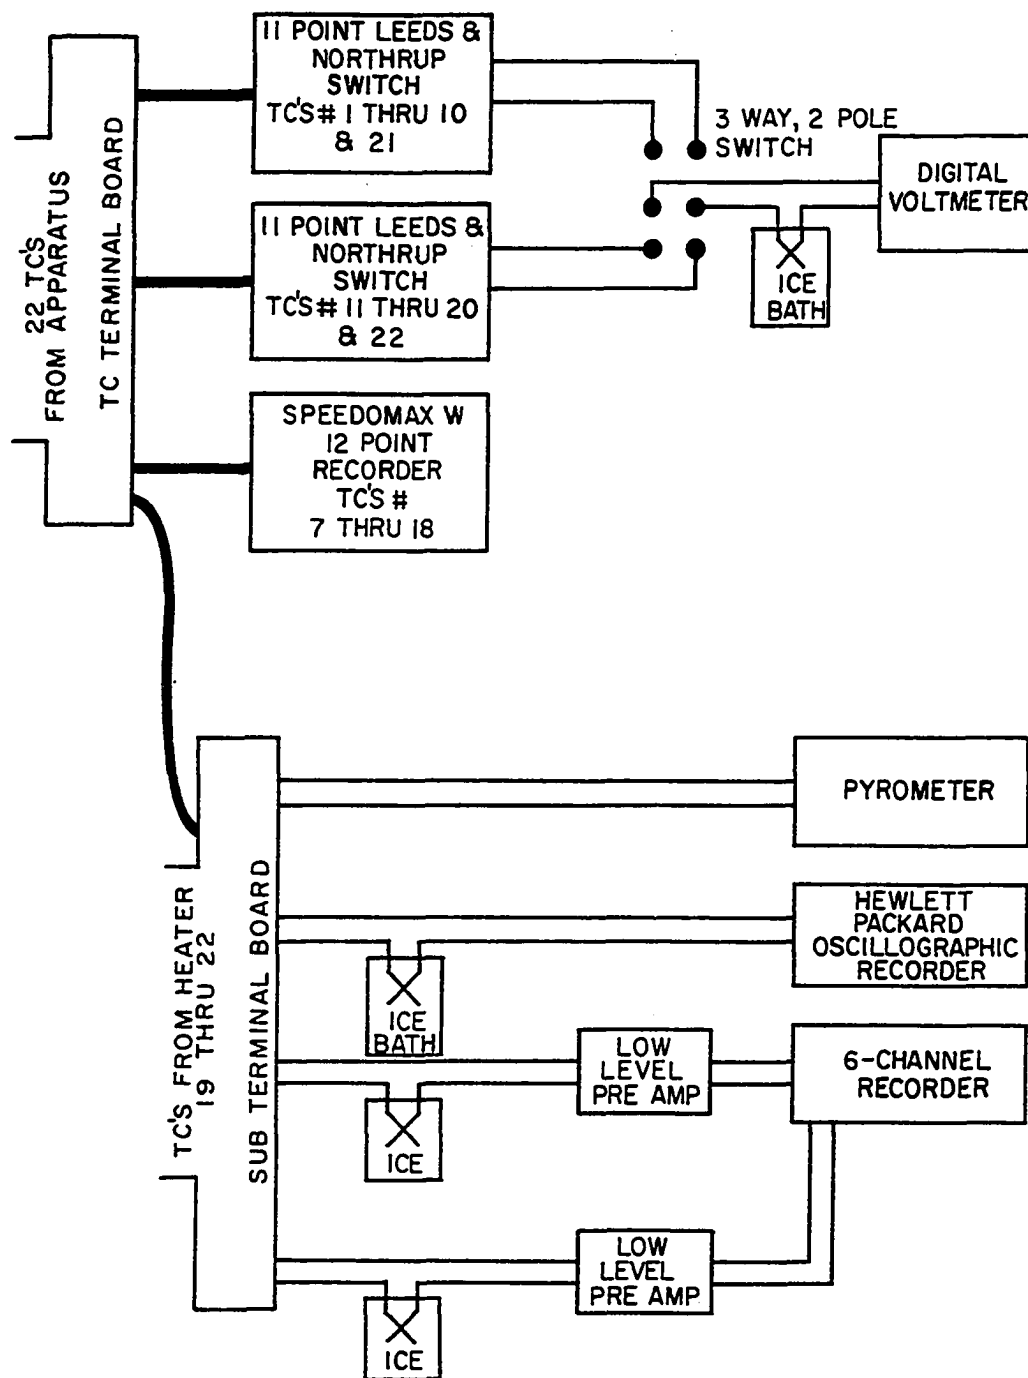 11 POINT LEEDS &
NORTHRUP
SWITCH
TC'S# 1 THRU 10
& 21
3 WAY, 2 POLE
SWITCH
DIGITAL
VOLTMETER
22 TC'S
FROM APPARATUS
TC TERMINAL BOARD
11 POINT LEEDS &
NORTHRUP
SWITCH
TC'S# 11 THRU 20
& 22
ICE
BATH
SPEEDOMAX W
12 POINT
RECORDER
TC'S #
7 THRU 18
PYROMETER
TC'S FROM HEATER
19 THRU 22
SUB TERMINAL BOARD
HEWLETT
PACKARD
OSCILLOGRAPHIC
RECORDER
ICE
BATH
LOW
LEVEL
PRE AMP
6-CHANNEL
RECORDER
ICE
LOW
LEVEL
PRE AMP
ICE